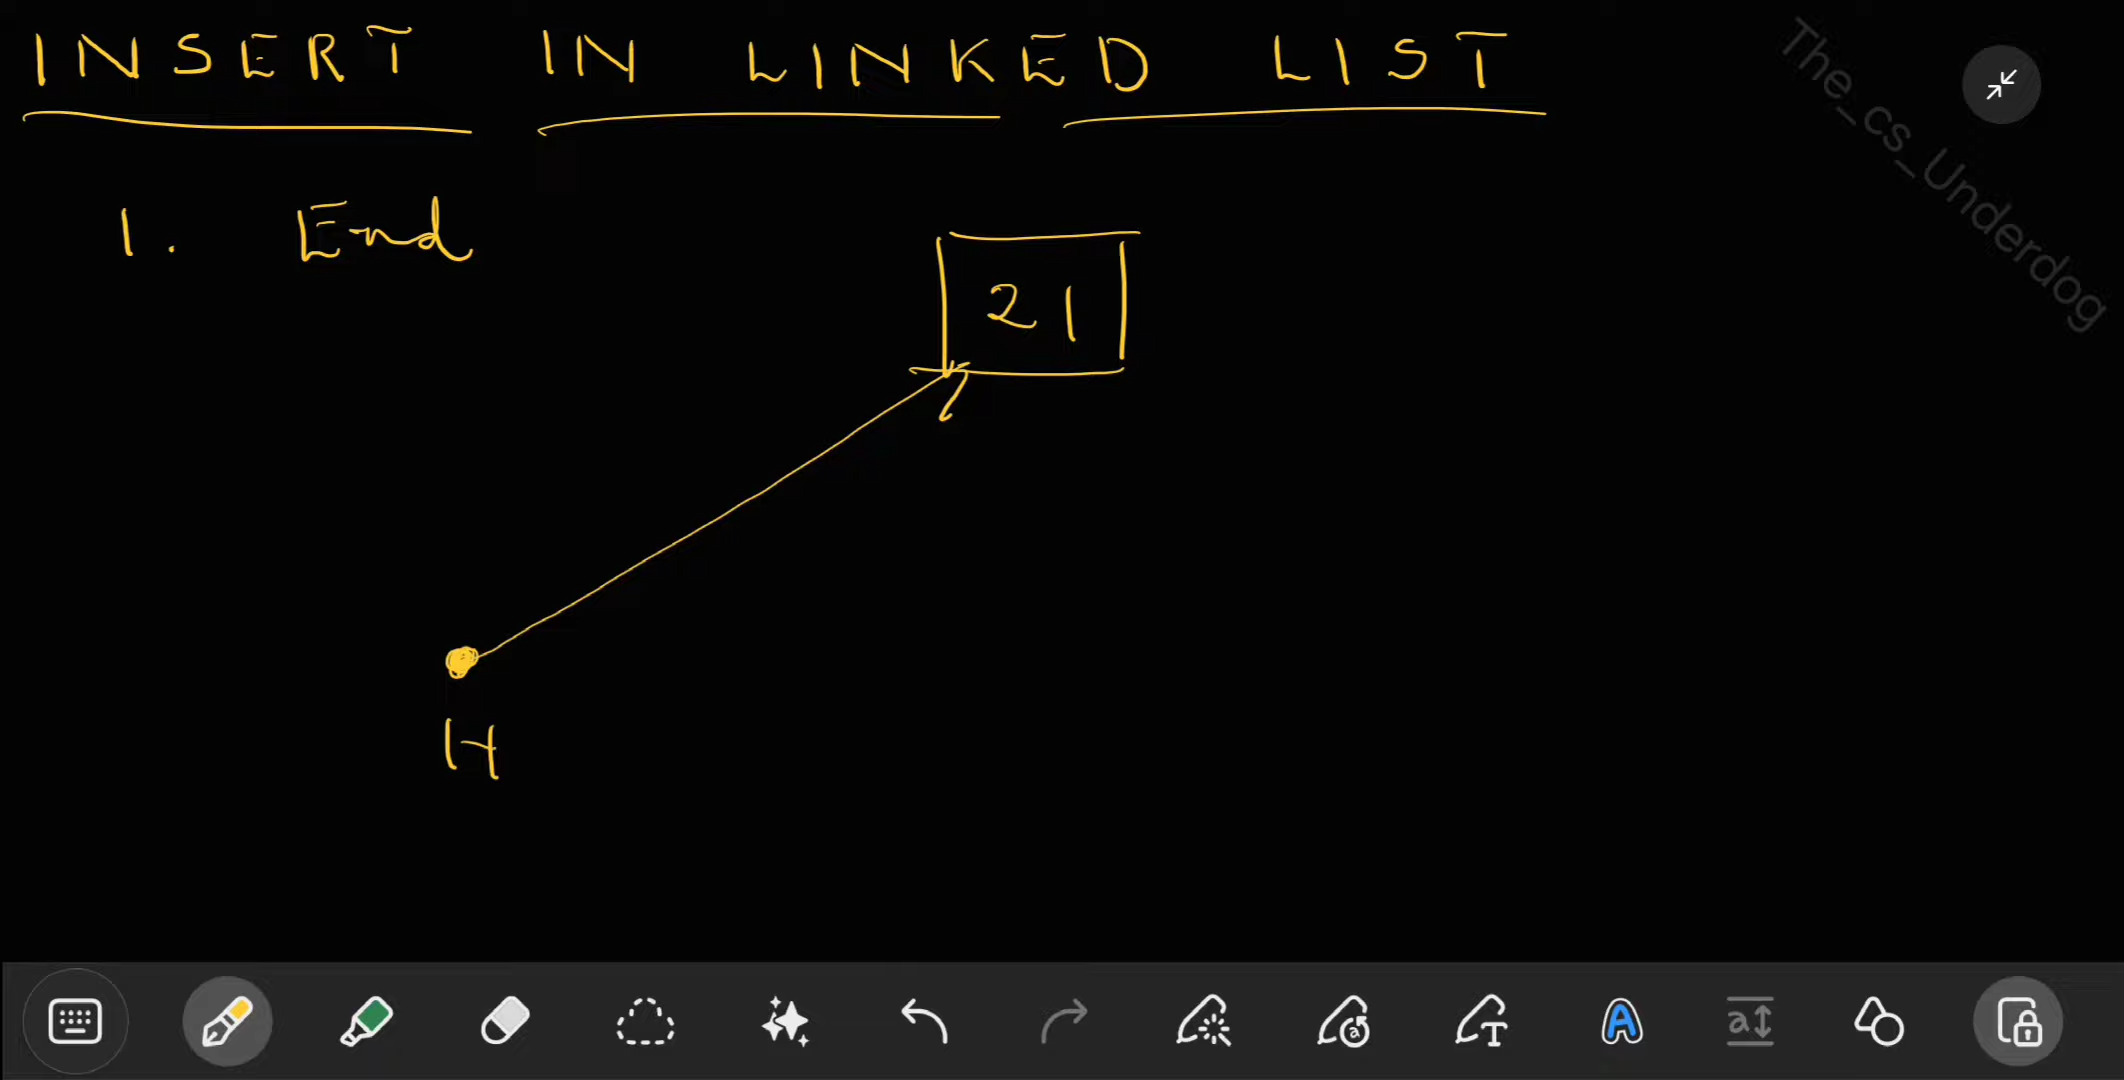 INSERT IN LINKED LIST
The_cs_Underdog
1. End
21
H